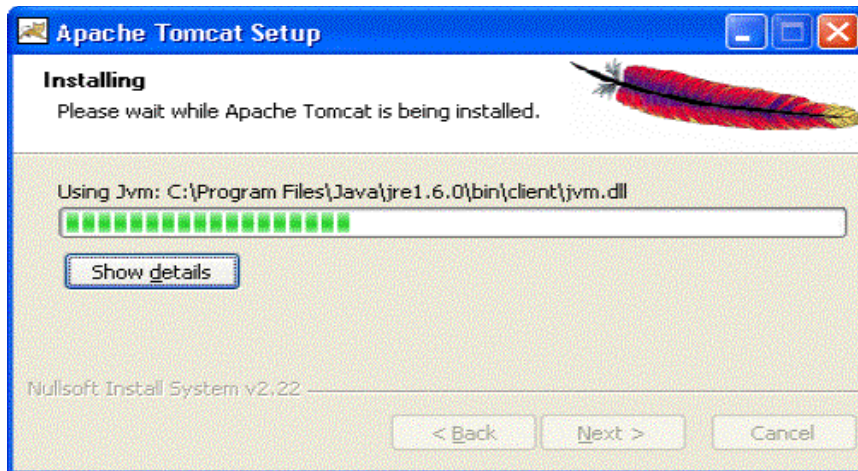 Apache Tomcat Setup
Installing
Please wait while Apache Tomcat is being installed.
Using Jvm: C:\Program Files\Java\jre1.6.0\bin\client\jvm.dll
Show details
Nullsoft Install System v2.22
< Back Next > Cancel